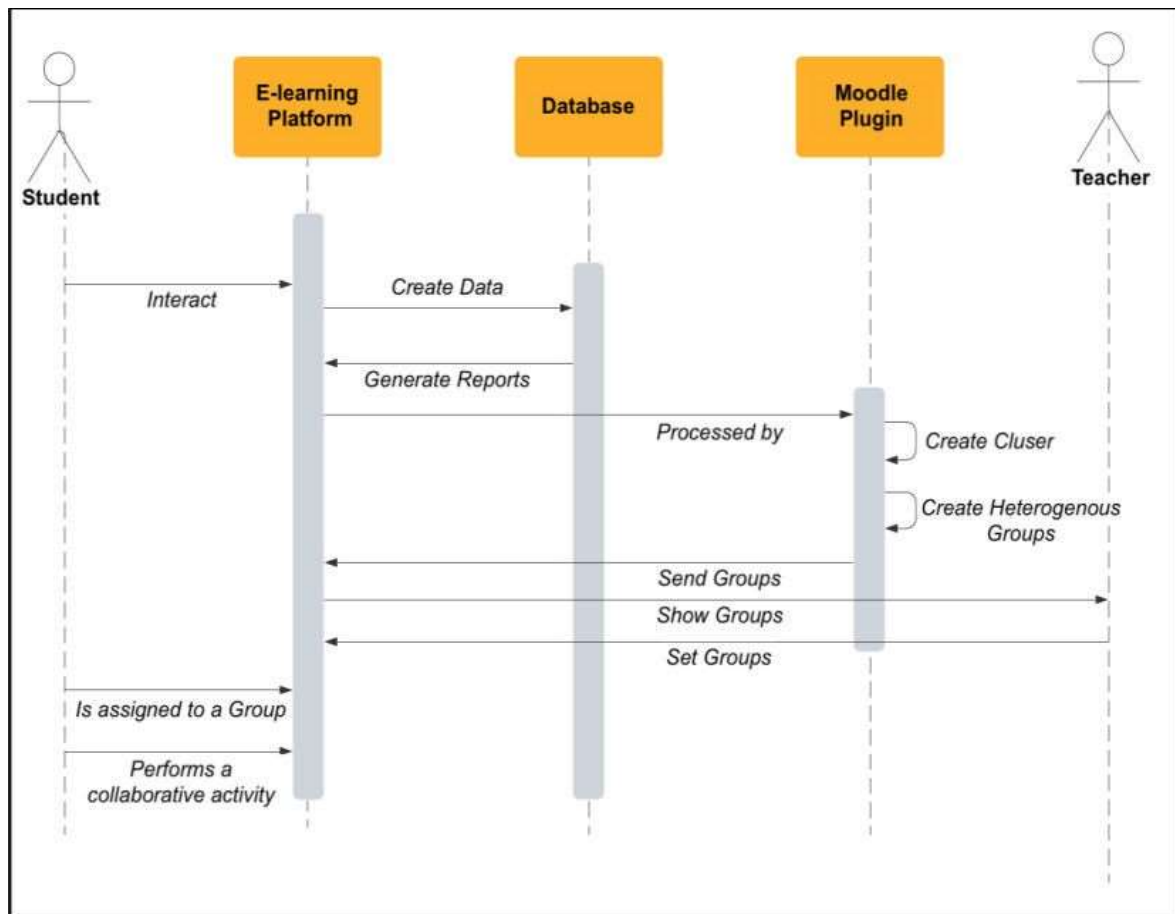 E-learning
Platform
Database
Moodle
Plugin
Student
Teacher
Interact
Create Data
Generate Reports
Processed by
Create Cluser
Create Heterogenous
Groups
Send Groups
Show Groups
Set Groups
Is assigned to a Group
Performs a
collaborative activity